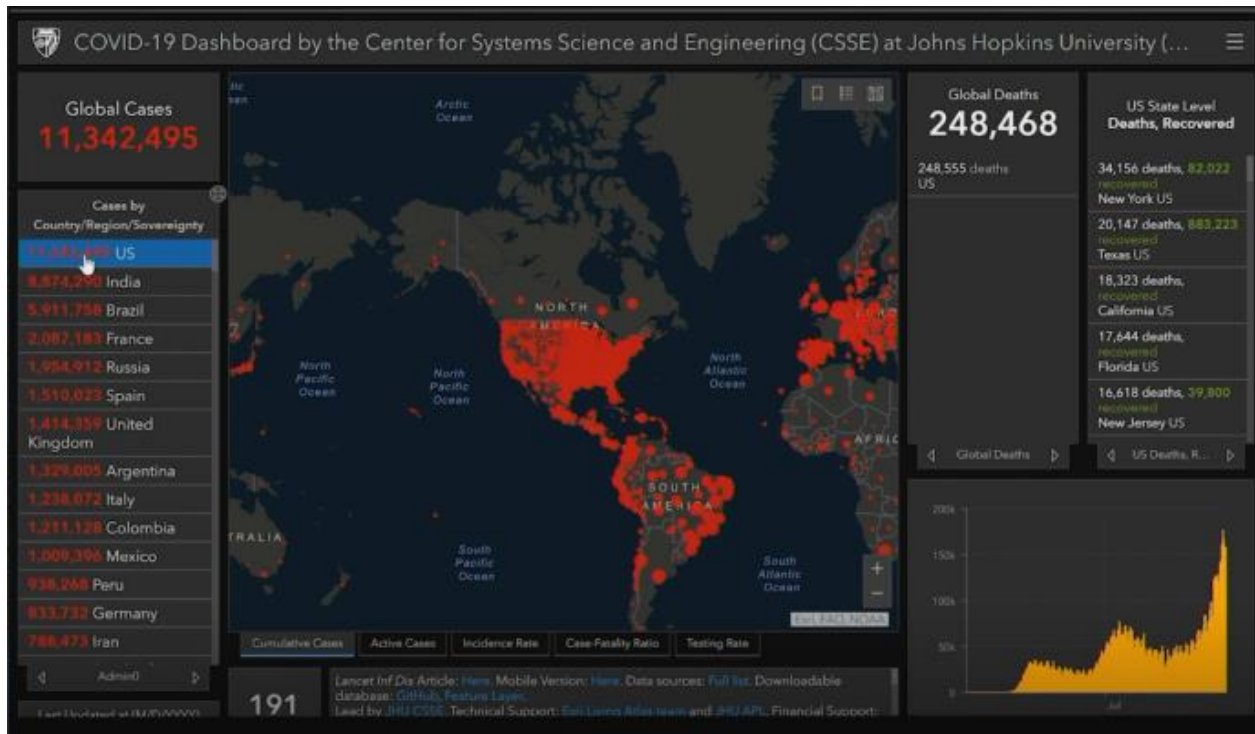 COVID-19 Dashboard by the Center for Systems Science and Engineering (CSSE) at Johns Hopkins University (...
Global Cases
11,342,495
Cases by
Country/Region/Sovereignty
US
8,874,290 India
5,911,758 Brazil
2,087,183 France
1,954,912 Russia
1,510,023 Spain
1,414,359 United
Kingdom
1,329,005 Argentina
1,238,072 Italy
1,211,128 Colombia
1,009,396 Mexico
938,268 Peru
833,732 Germany
788,473 Iran
Admin0
Last Updated at (M/D/YYYY)
Arctic
Ocean
NORTH
AMERICA
North
Pacific
Ocean
North
Pacific
Ocean
North
Atlantic
Ocean
AFRIC
SOUTH
AMERICA
TRALIA
South
Pacific
Ocean
South
Atlantic
Ocean
+
−
Esri, FAO, NOAA
Cumulative Cases
Active Cases
Incidence Rate
Case-Fatality Ratio
Testing Rate
191
Lancet Inf Dis Article: Here. Mobile Version: Here. Data sources: Full list. Downloadable
database: GitHub, Feature Layer.
Lead by JHU CSSE. Technical Support: Esri Living Atlas team and JHU APL. Financial Support:
Global Deaths
248,468
248,555 deaths
US
Global Deaths
US State Level
Deaths, Recovered
34,156 deaths, 82,022
recovered
New York US
20,147 deaths, 883,223
recovered
Texas US
18,323 deaths,
recovered
California US
17,644 deaths,
recovered
Florida US
16,618 deaths, 39,800
recovered
New Jersey US
US Deaths, R...
200k
150k
100k
50k
0
Jul